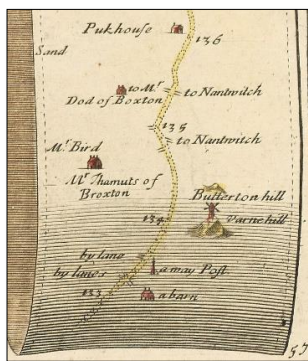 Pukhouse
136
Sand
to Mr.
Dod of Boxton
to Nantwitch
135
to Nantwitch
Mr. Bird
Mr. Thamuts of
Broxton
Butterton hill
Varnehill
134
by lane
by lanes
a way Post
133
a barn